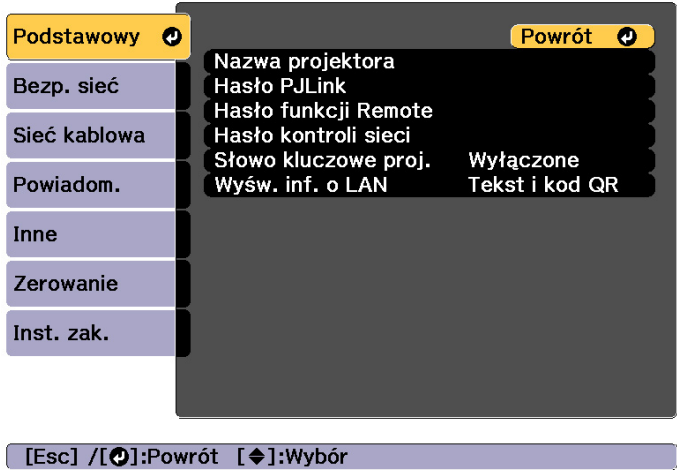 Podstawowy
Bezp. sieć
Sieć kablowa
Powiadom.
Inne
Zerowanie
Inst. zak.
Powrót
Nazwa projektora
Hasło PJLink
Hasło funkcji Remote
Hasło kontroli sieci
Słowo kluczowe proj. Wyłączone
Wyśw. inf. o LAN Tekst i kod QR
[Esc] /[⏎]:Powrót [◆]:Wybór